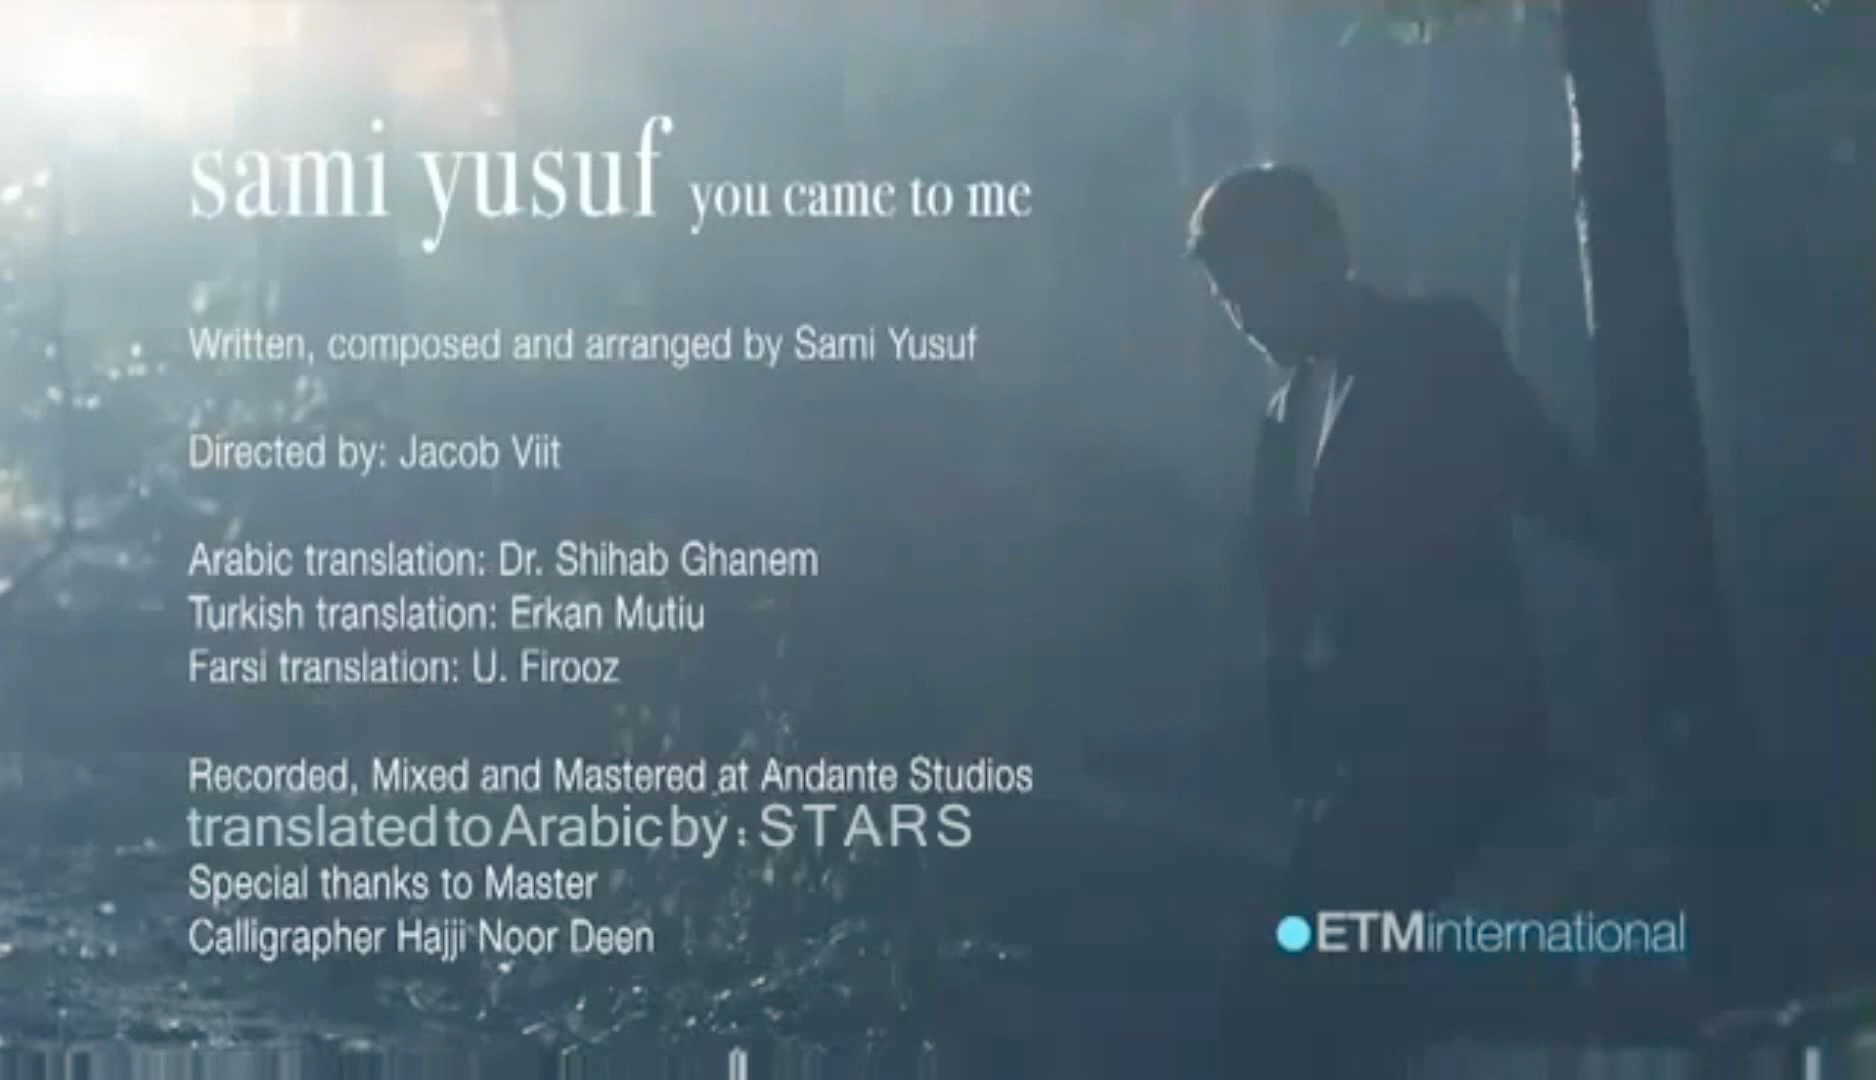 sami yusuf you came to me
Written, composed and arranged by Sami Yusuf
Directed by: Jacob Viit
Arabic translation: Dr. Shihab Ghanem
Turkish translation: Erkan Mutiu
Farsi translation: U. Firooz
Recorded, Mixed and Mastered at Andante Studios
translated to Arabic by : STARS
Special thanks to Master
Calligrapher Hajji Noor Deen
ETMinternational